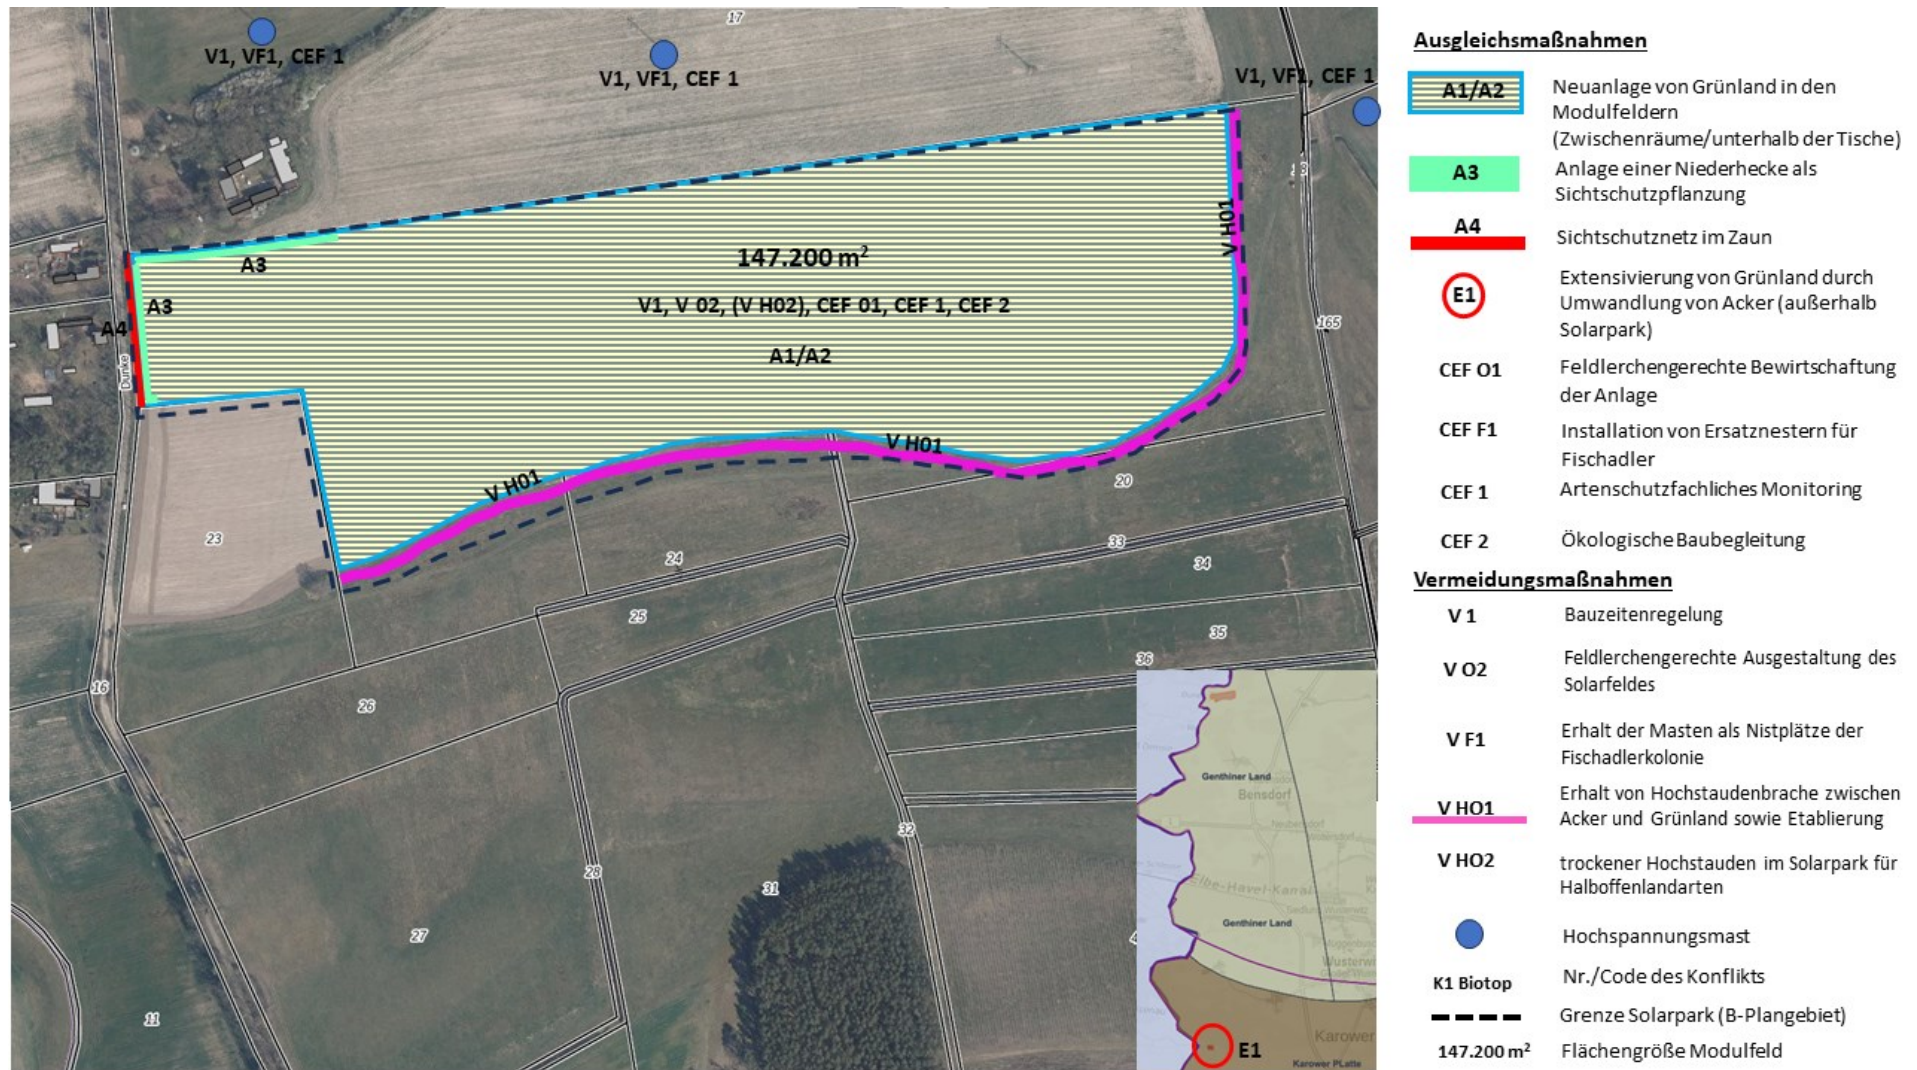 17
V1, VF1, CEF 1
V1, VF1, CEF 1
V1, VF1, CEF 1
A3
A3
A4
Dunke
147.200 m²
V1, V 02, (V H02), CEF 01, CEF 1, CEF 2
A1/A2
V H01
V H01
V H01
165
20
23
24
33
34
25
35
36
16
26
32
28
31
27
11
4
Genthiner Land
Bensdorf
Elbe-Havel-Kanal
Genthiner Land
Wusterwi
Karower
Karower PLatte
E1
Ausgleichsmaßnahmen
A1/A2
Neuanlage von Grünland in den
Modulfeldern
(Zwischenräume/unterhalb der Tische)
A3
Anlage einer Niederhecke als
Sichtschutzpflanzung
A4
Sichtschutznetz im Zaun
E1
Extensivierung von Grünland durch
Umwandlung von Acker (außerhalb
Solarpark)
CEF O1
Feldlerchengerechte Bewirtschaftung
der Anlage
CEF F1
Installation von Ersatznestern für
Fischadler
CEF 1
Artenschutzfachliches Monitoring
CEF 2
Ökologische Baubegleitung
Vermeidungsmaßnahmen
V 1
Bauzeitenregelung
V O2
Feldlerchengerechte Ausgestaltung des
Solarfeldes
V F1
Erhalt der Masten als Nistplätze der
Fischadlerkolonie
V HO1
Erhalt von Hochstaudenbrache zwischen
Acker und Grünland sowie Etablierung
V HO2
trockener Hochstauden im Solarpark für
Halboffenlandarten
Hochspannungsmast
K1 Biotop
Nr./Code des Konflikts
Grenze Solarpark (B-Plangebiet)
147.200 m²
Flächengröße Modulfeld